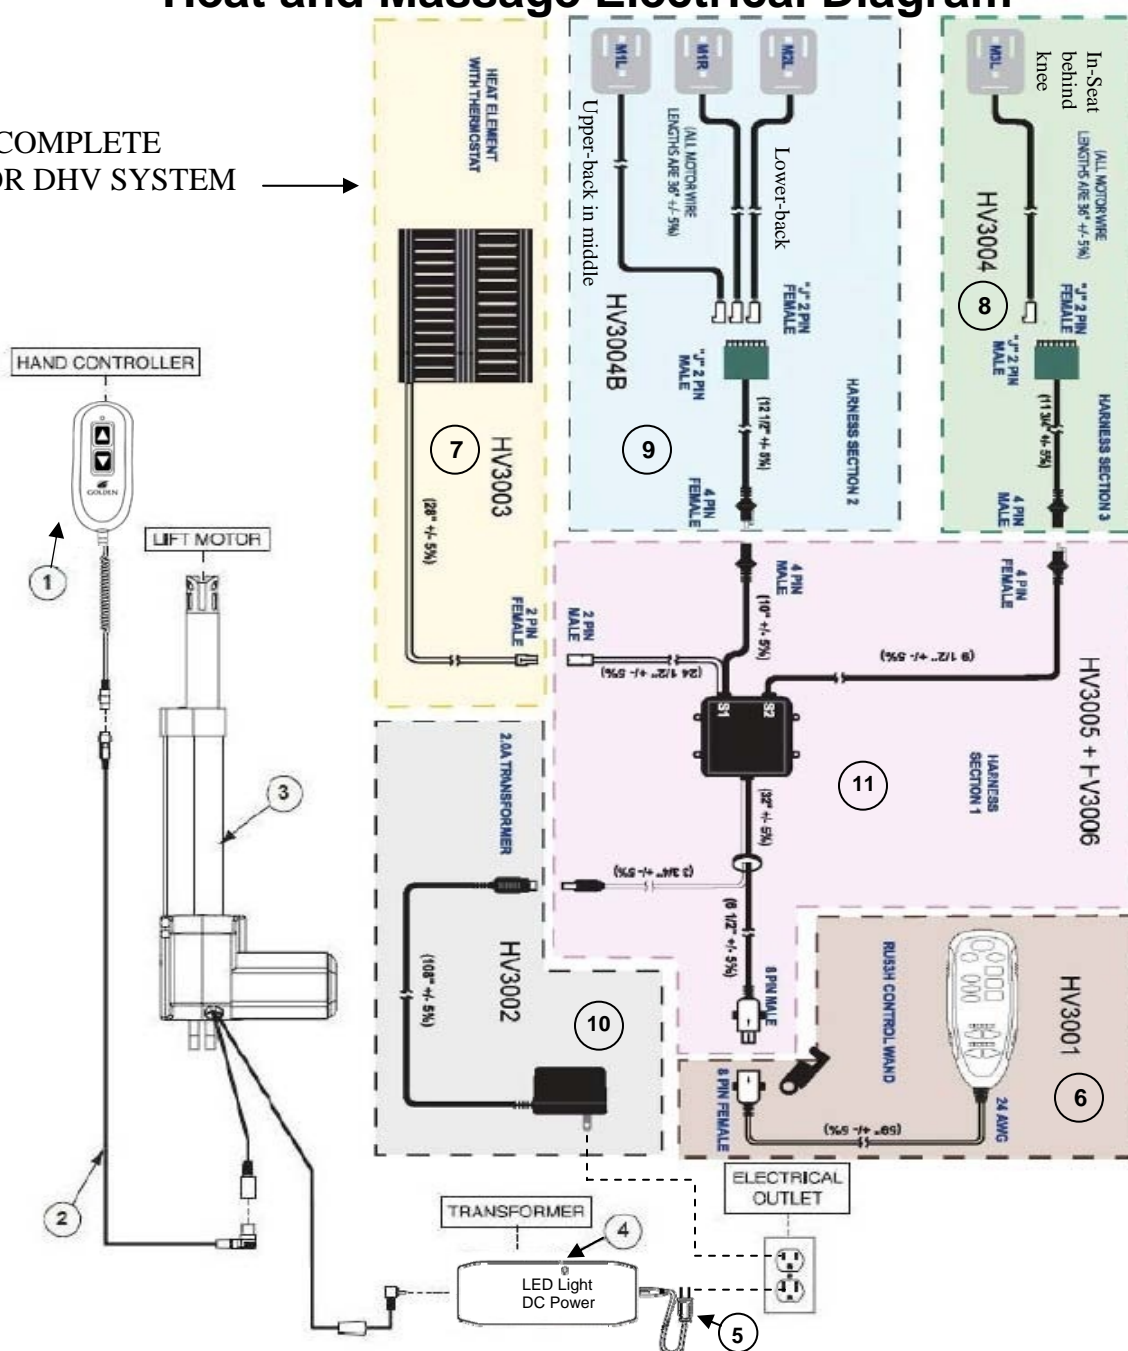 Heat and Massage Electrical Diagram
COMPLETE
OR DHV SYSTEM
HEAT ELEMENT
WITH THERMOSTAT
7
HV3003
(28" +/- 5%)
2 PIN
FEMALE
M1L
M1R
M2L
Upper-back in middle
(ALL MOTOR WIRE
LENGTHS ARE 36" +/- 5%)
Lower-back
"J" 2 PIN
FEMALE
HV3004B
"J" 2 PIN
MALE
9
(12 1/2" +/- 5%)
HARNESS SECTION 2
4 PIN
FEMALE
M3L
In-Seat
behind
knee
(ALL MOTOR WIRE
LENGTHS ARE 36" +/- 5%)
HV3004
8
"J" 2 PIN
FEMALE
"J" 2 PIN
MALE
(11 3/4" +/- 5%)
HARNESS SECTION 3
4 PIN
MALE
HAND CONTROLLER
GOLDEN
1
LIFT MOTOR
3
2
4 PIN
MALE
(10" +/- 5%)
4 PIN
FEMALE
(9 1/2" +/- 5%)
2 PIN
MALE
(24 1/2" +/- 5%)
S1
S2
HV3005 + HV3006
HARNESS
SECTION 1
11
(32" +/- 5%)
(3 3/4" +/- 5%)
(6 1/2" +/- 5%)
8 PIN MALE
2.0A TRANSFORMER
HV3002
(108" +/- 5%)
10
RU53H CONTROL WAND
HV3001
6
8 PIN FEMALE
(59" +/- 5%)
24 AWG
ELECTRICAL
OUTLET
TRANSFORMER
4
LED Light
DC Power
5